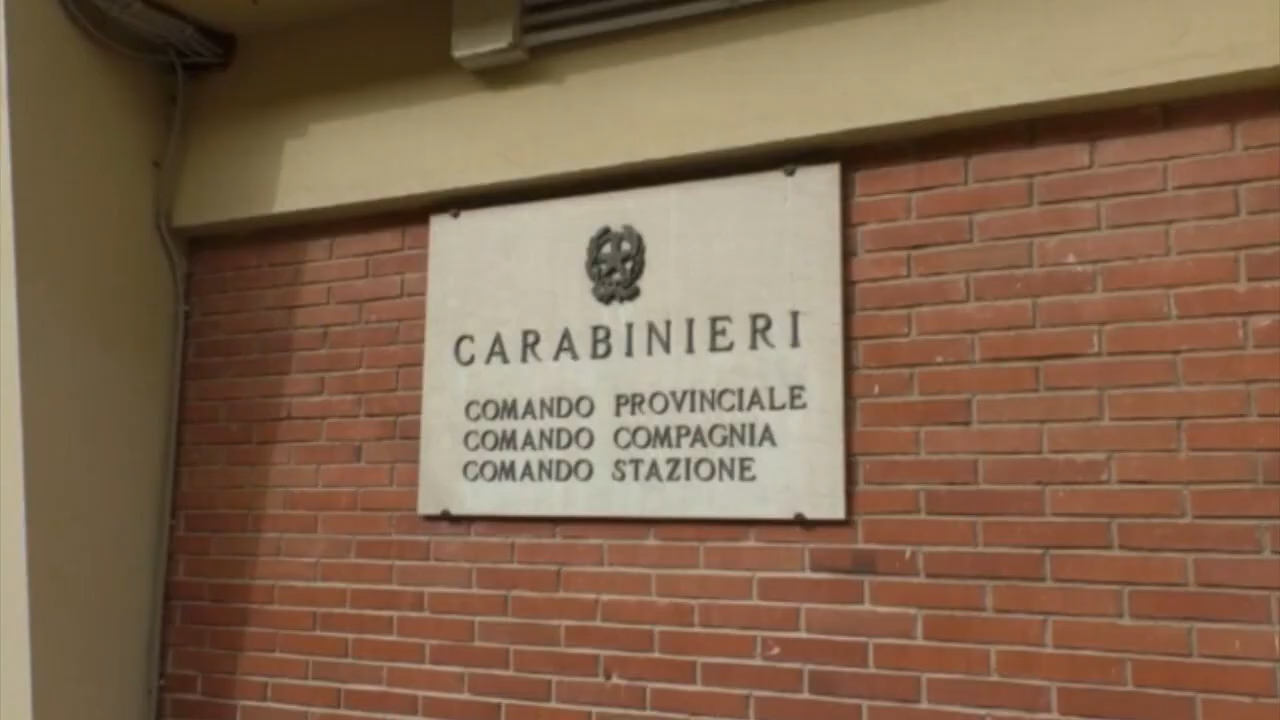 CARABINIERI
COMANDO PROVINCIALE
COMANDO COMPAGNIA
COMANDO STAZIONE